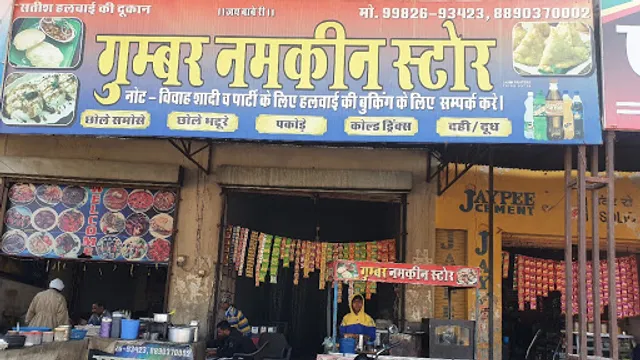 सतीश हलवाई की दूकान
।। जय बाबे री ।।
मो. 99826-93423, 8890370002
गुम्बर नमकीन स्टोर
नोट - विवाह शादी व पार्टी के लिए हलवाई की बुकिंग के लिए सम्पर्क करे।
छोले समोसे
छोले भटूरे
पकोड़े
कोल्ड ड्रिंक्स
दही/दूध
JAYPEE
CEMENT
WELCOME
गुम्बर नमकीन स्टोर